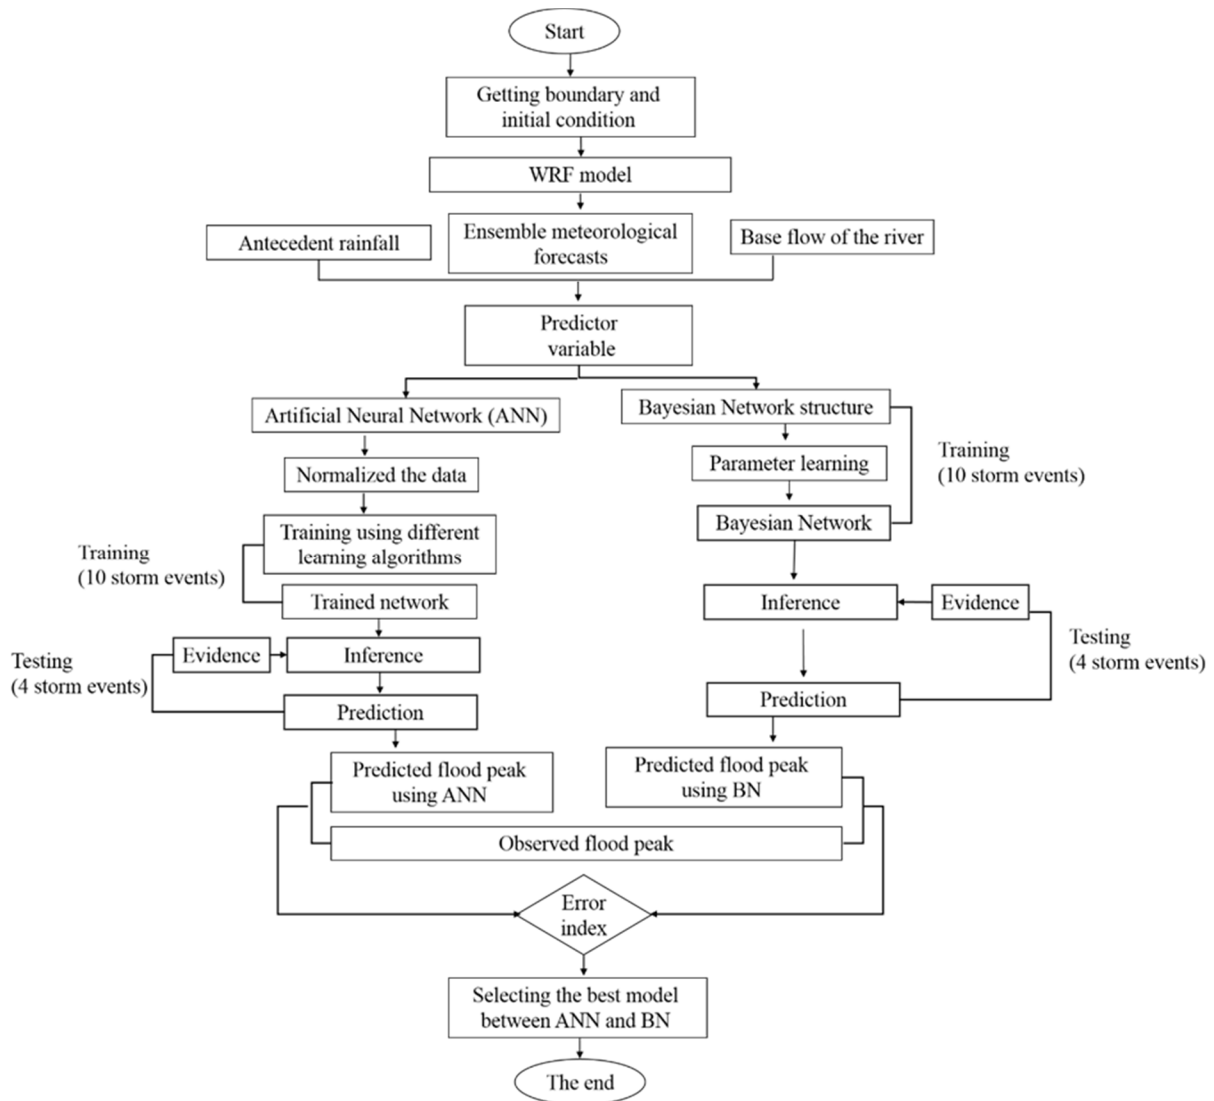 Start
Getting boundary and
initial condition
WRF model
Antecedent rainfall
Ensemble meteorological
forecasts
Base flow of the river
Predictor
variable
Artificial Neural Network (ANN)
Normalized the data
Training using different
learning algorithms
Training
(10 storm events)
Trained network
Evidence
Inference
Testing
(4 storm events)
Prediction
Predicted flood peak
using ANN
Bayesian Network structure
Parameter learning
Training
(10 storm events)
Bayesian Network
Inference
Evidence
Testing
(4 storm events)
Prediction
Predicted flood peak
using BN
Observed flood peak
Error
index
Selecting the best model
between ANN and BN
The end